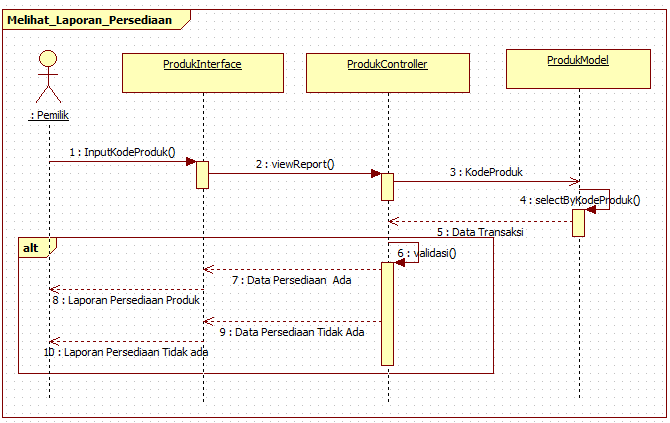 Melihat_Laporan_Persediaan
ProdukInterface
ProdukController
ProdukModel
: Pemilik
1 : InputKodeProduk()
2 : viewReport()
3 : KodeProduk
4 : selectByKodeProduk()
5 : Data Transaksi
alt
6 : validasi()
7 : Data Persediaan Ada
8 : Laporan Persediaan Produk
9 : Data Persediaan Tidak Ada
10 : Laporan Persediaan Tidak ada